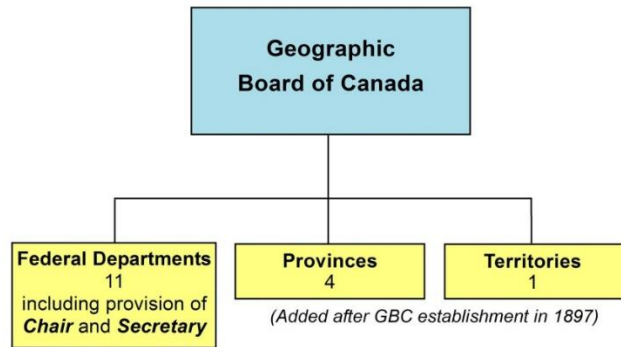 Geographic
Board of Canada
Federal Departments
11
including provision of
Chair and Secretary
Provinces
4
Territories
1
(Added after GBC establishment in 1897)